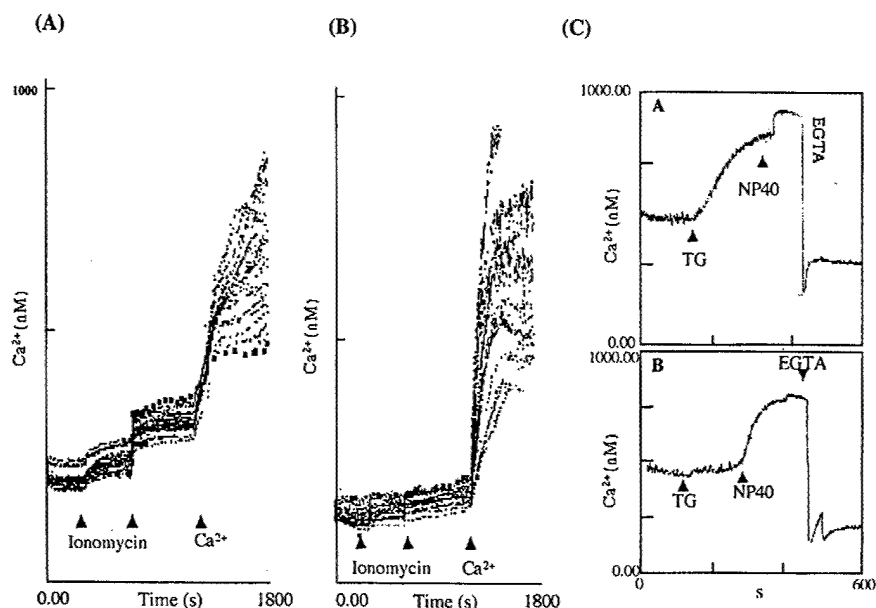 (A)
1000
Ca²⁺(nM)
Ionomycin
Ca²⁺
0.00
Time (s)
1800
(B)
Ca²⁺(nM)
Ionomycin
Ca²⁺
0.00
Time (s)
1800
(C)
1000.00
A
EGTA
NP40
TG
Ca²⁺(nM)
0.00
1000.00
B
EGTA
TG
NP40
Ca²⁺(nM)
0.00
0
s
600